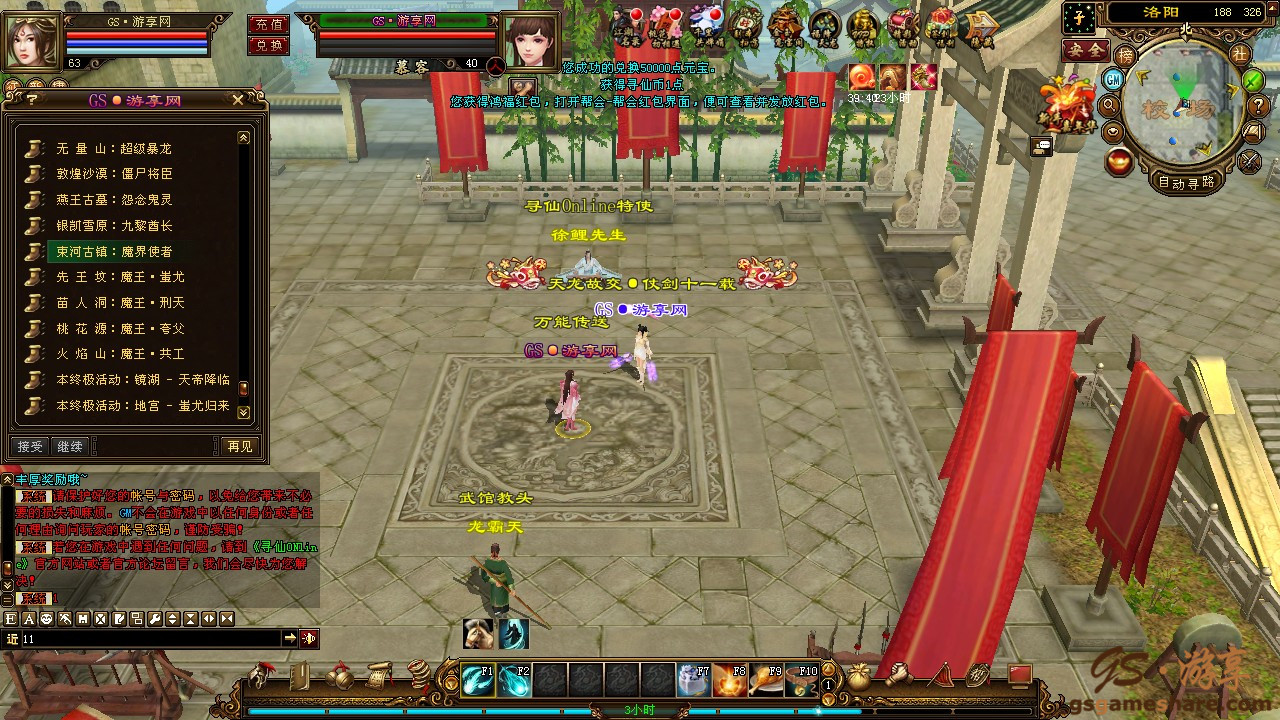 GS·游享网
63
充值
兑换
GS·游享网
慕容
40
您成功的兑换50000点元宝。
获得寻仙币1点
您获得鸿福红包，打开帮会-帮会红包界面，便可查看并发放红包。
子
洛阳
188 326
北
安全
榜
社
GM
校场
自动寻路
?
GS●游享网
无 量 山：超级暴龙
敦煌沙漠：僵尸将臣
燕王古墓：怨念鬼灵
银凯雪原：九黎酋长
束河古镇：魔界使者
先 王 坟：魔王·蚩尤
苗 人 洞：魔王·刑天
桃 花 源：魔王·夸父
火 焰 山：魔王·共工
本终极活动：镜湖 - 天帝降临
本终极活动：地宫 - 蚩尤归来
接受
继续
再见
寻仙Online特使
徐鲤先生
天龙故交●仗剑十一载
GS●游享网
万能传送
GS●游享网
武馆教头
龙霸天
丰厚奖励哦~
系统 请保护好您的帐号与密码，以免给您带来不必
要的损失和麻烦。GM不会在游戏中以任何身份或者任
何理由询问玩家的帐号密码，谨防受骗！
系统 若您在游戏中遇到任何问题，请到《寻仙ONlin
e》官方网站或者官方论坛留言，我们会尽快为您解
决！
系统 1
近 11
F1
F2
F7
F8
F9
F10
1
3小时
GS·游享
gsgameshare.com